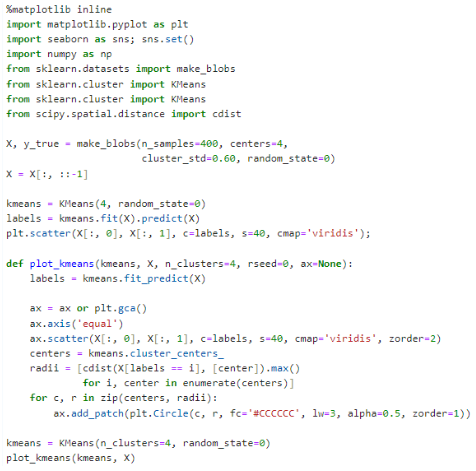 %matplotlib inline
import matplotlib.pyplot as plt
import seaborn as sns; sns.set()
import numpy as np
from sklearn.datasets import make_blobs
from sklearn.cluster import KMeans
from sklearn.cluster import KMeans
from scipy.spatial.distance import cdist

X, y_true = make_blobs(n_samples=400, centers=4,
                       cluster_std=0.60, random_state=0)
X = X[:, ::-1]

kmeans = KMeans(4, random_state=0)
labels = kmeans.fit(X).predict(X)
plt.scatter(X[:, 0], X[:, 1], c=labels, s=40, cmap='viridis');

def plot_kmeans(kmeans, X, n_clusters=4, rseed=0, ax=None):
    labels = kmeans.fit_predict(X)

    ax = ax or plt.gca()
    ax.axis('equal')
    ax.scatter(X[:, 0], X[:, 1], c=labels, s=40, cmap='viridis', zorder=2)
    centers = kmeans.cluster_centers_
    radii = [cdist(X[labels == i], [center]).max()
             for i, center in enumerate(centers)]
    for c, r in zip(centers, radii):
        ax.add_patch(plt.Circle(c, r, fc='#CCCCCC', lw=3, alpha=0.5, zorder=1))

kmeans = KMeans(n_clusters=4, random_state=0)
plot_kmeans(kmeans, X)